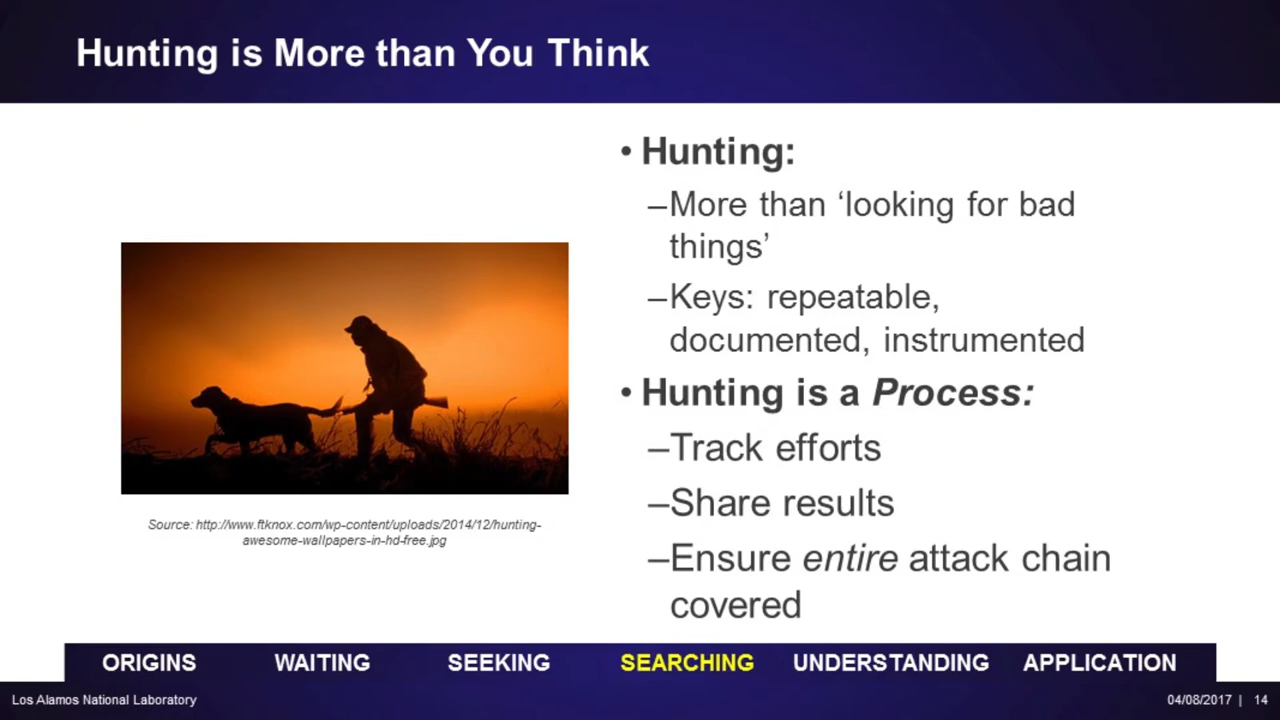 Hunting is More than You Think
• Hunting:
–More than ‘looking for bad
things’
–Keys: repeatable,
documented, instrumented
• Hunting is a Process:
–Track efforts
–Share results
–Ensure entire attack chain
covered
Source: http://www.ftknox.com/wp-content/uploads/2014/12/hunting-
awesome-wallpapers-in-hd-free.jpg
ORIGINS WAITING SEEKING SEARCHING UNDERSTANDING APPLICATION
Los Alamos National Laboratory 04/08/2017 | 14